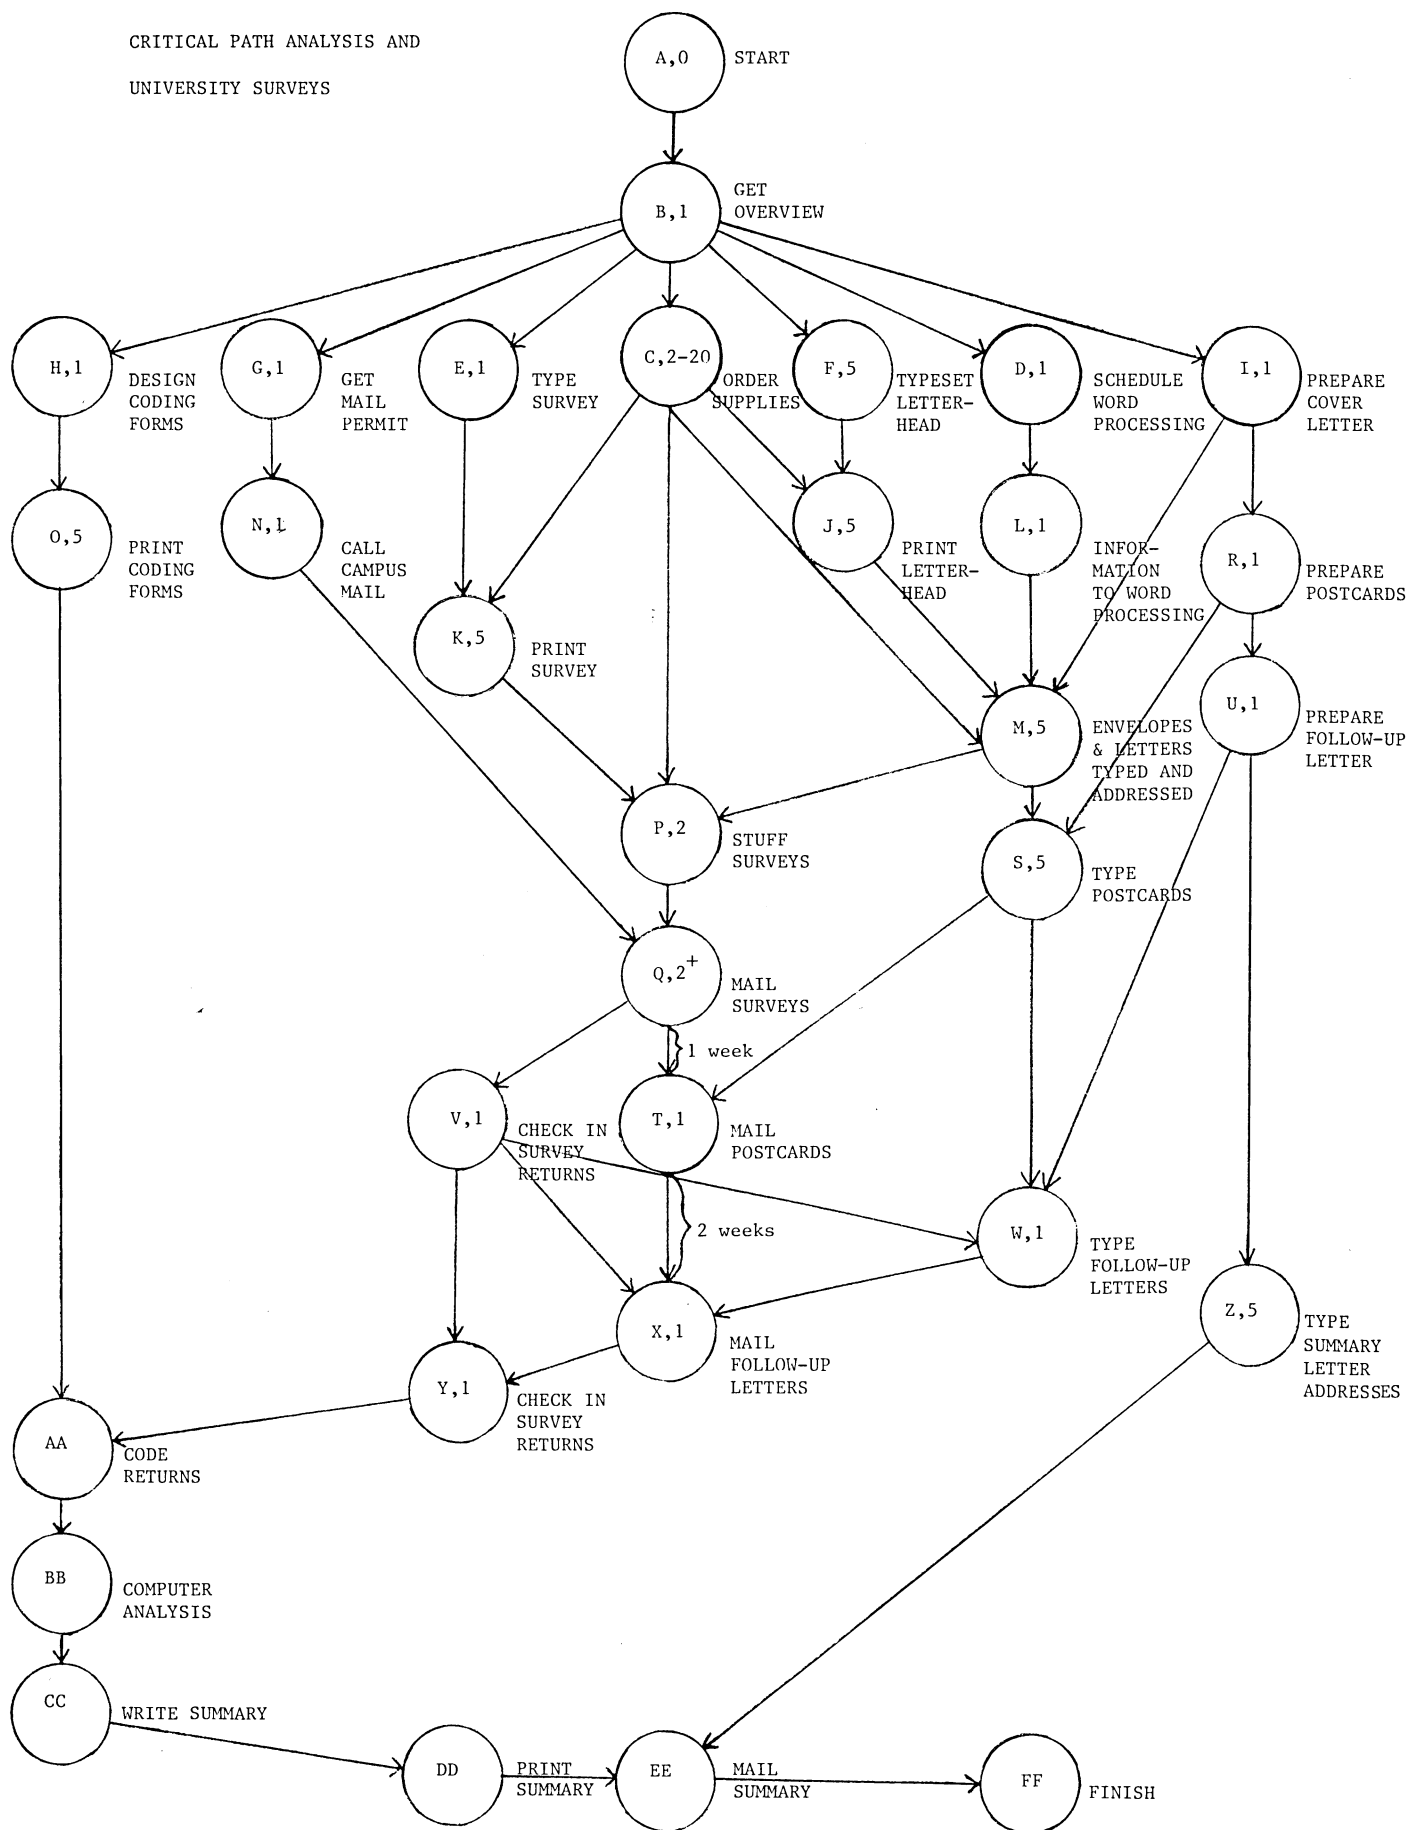 CRITICAL PATH ANALYSIS AND
UNIVERSITY SURVEYS
A,0
START
B,1
GET
OVERVIEW
H,1
DESIGN
CODING
FORMS
G,1
GET
MAIL
PERMIT
E,1
TYPE
SURVEY
C,2-20
ORDER
SUPPLIES
F,5
TYPESET
LETTER-
HEAD
D,1
SCHEDULE
WORD
PROCESSING
I,1
PREPARE
COVER
LETTER
O,5
PRINT
CODING
FORMS
N,1
CALL
CAMPUS
MAIL
J,5
PRINT
LETTER-
HEAD
L,1
INFOR-
MATION
TO WORD
PROCESSING
R,1
PREPARE
POSTCARDS
K,5
PRINT
SURVEY
M,5
ENVELOPES
& LETTERS
TYPED AND
ADDRESSED
U,1
PREPARE
FOLLOW-UP
LETTER
P,2
STUFF
SURVEYS
S,5
TYPE
POSTCARDS
Q,2+
MAIL
SURVEYS
1 week
V,1
CHECK IN
SURVEY
RETURNS
T,1
MAIL
POSTCARDS
2 weeks
W,1
TYPE
FOLLOW-UP
LETTERS
X,1
MAIL
FOLLOW-UP
LETTERS
Z,5
TYPE
SUMMARY
LETTER
ADDRESSES
Y,1
CHECK IN
SURVEY
RETURNS
AA
CODE
RETURNS
BB
COMPUTER
ANALYSIS
CC
WRITE SUMMARY
DD
PRINT
SUMMARY
EE
MAIL
SUMMARY
FF
FINISH